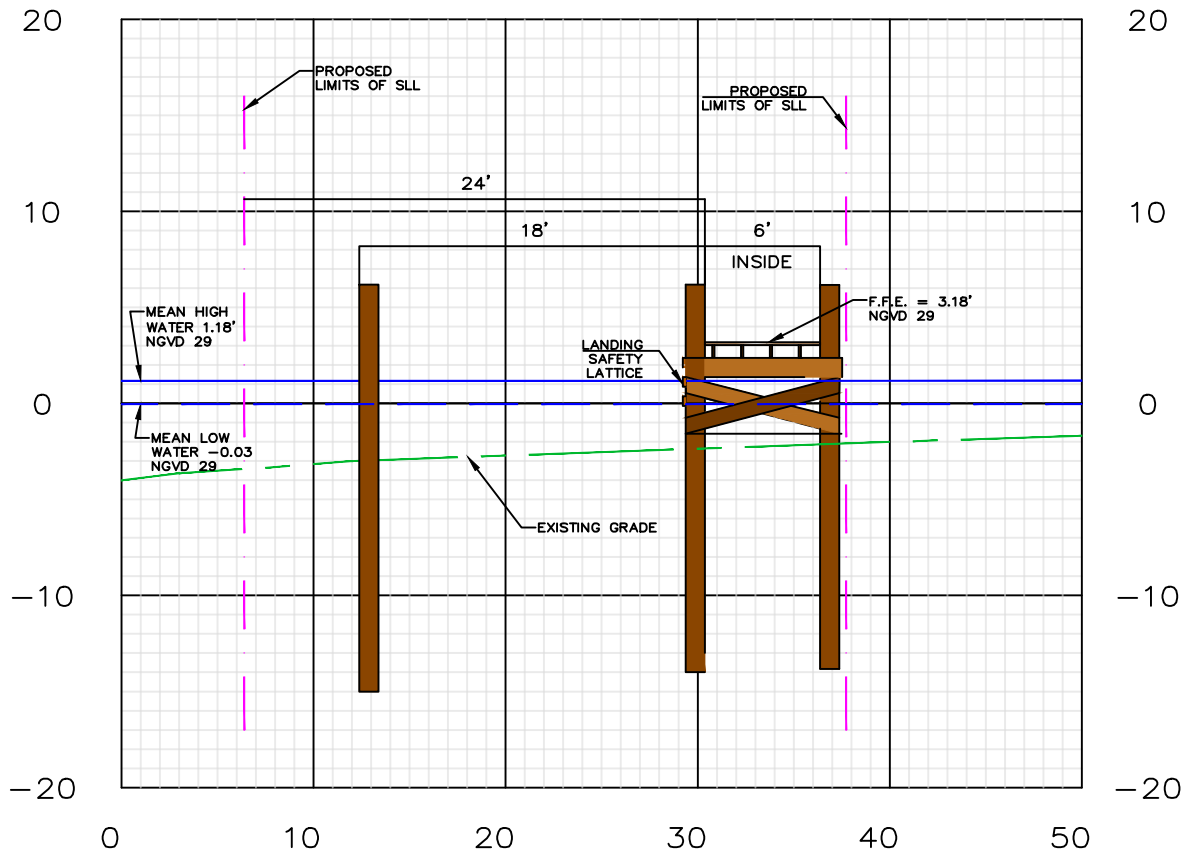 20
20
PROPOSED
LIMITS OF SLL
PROPOSED
LIMITS OF SLL
24'
10
10
18'
6'
INSIDE
MEAN HIGH
WATER 1.18'
NGVD 29
F.F.E. = 3.18'
NGVD 29
LANDING
SAFETY
LATTICE
0
0
MEAN LOW
WATER -0.03
NGVD 29
EXISTING GRADE
-10
-10
-20
-20
0
10
20
30
40
50